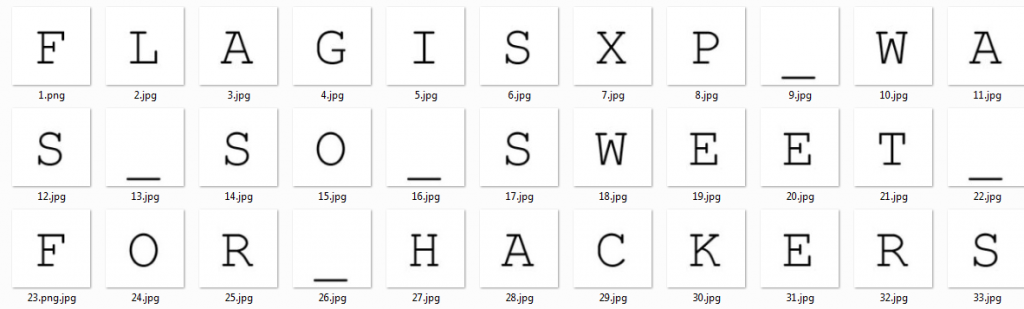 F L A G I S X P _ W A
1.png 2.jpg 3.jpg 4.jpg 5.jpg 6.jpg 7.jpg 8.jpg 9.jpg 10.jpg 11.jpg
S _ S O _ S W E E T _
12.jpg 13.jpg 14.jpg 15.jpg 16.jpg 17.jpg 18.jpg 19.jpg 20.jpg 21.jpg 22.jpg
F O R _ H A C K E R S
23.png.jpg 24.jpg 25.jpg 26.jpg 27.jpg 28.jpg 29.jpg 30.jpg 31.jpg 32.jpg 33.jpg